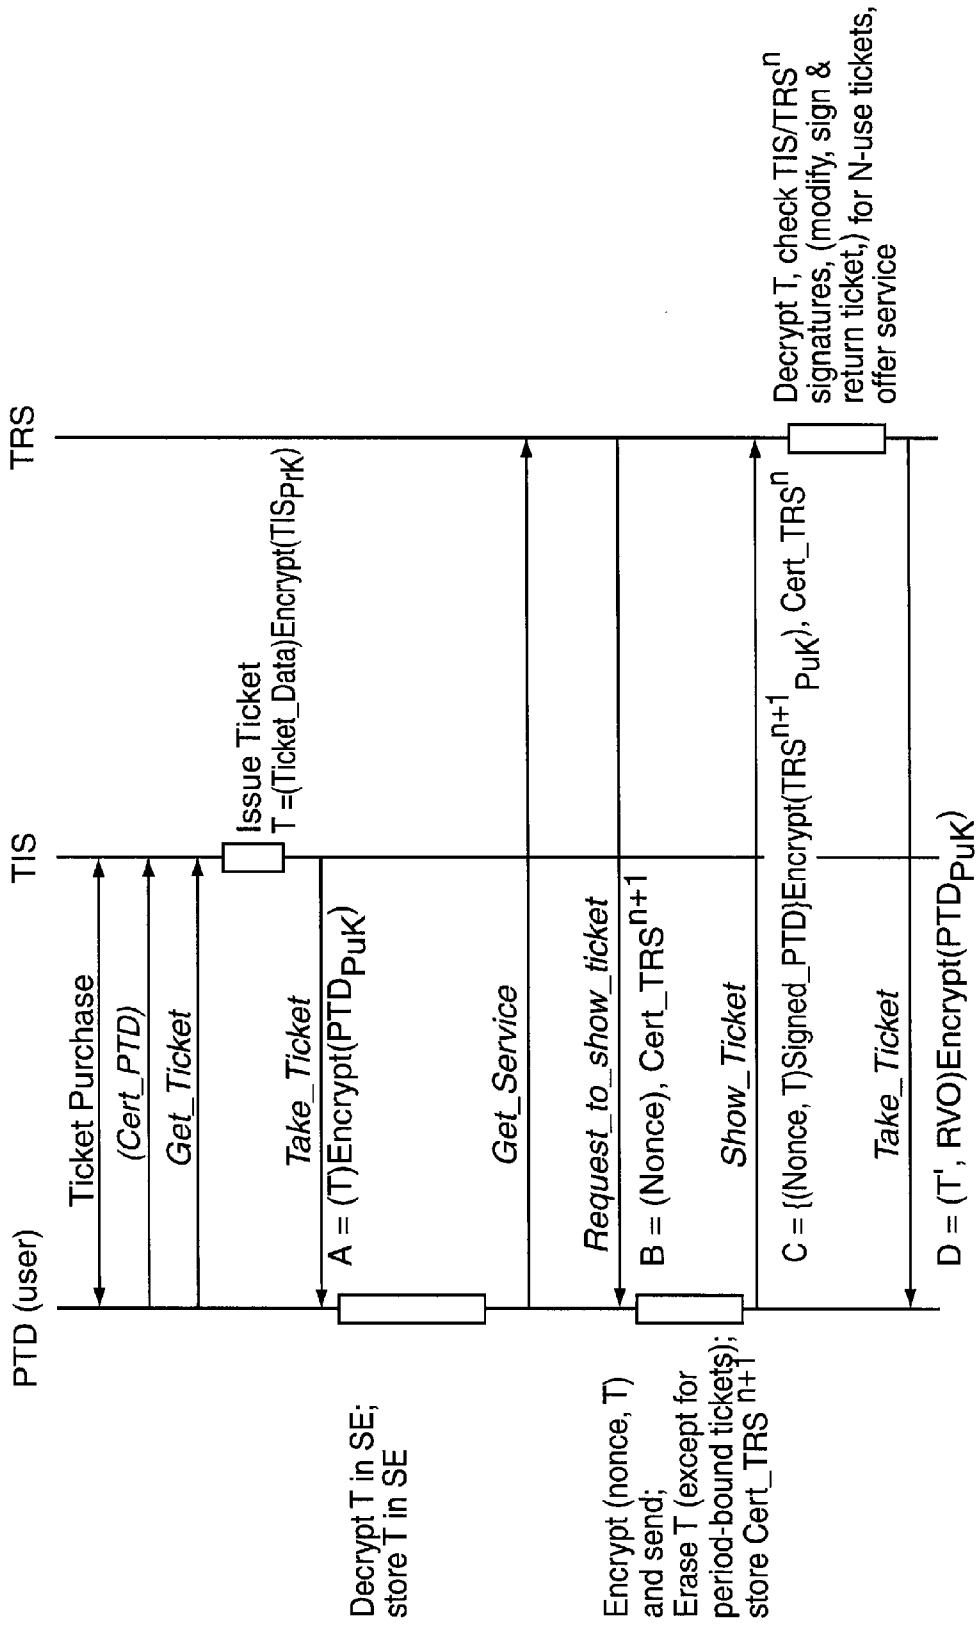 PTD (user)
TIS
TRS
Ticket Purchase
(Cert_PTD)
Get_Ticket
Issue Ticket
T =(Ticket_Data)Encrypt(TIS_PrK)
Take_Ticket
A = (T)Encrypt(PTD_PuK)
Decrypt T in SE;
store T in SE
Get_Service
Request_to_show_ticket
B = (Nonce), Cert_TRS^n+1
Encrypt (nonce, T)
and send;
Erase T (except for
period-bound tickets);
store Cert_TRS^n+1
Show_Ticket
C = {(Nonce, T)Signed_PTD}Encrypt(TRS^n+1_PuK), Cert_TRS^n
Decrypt T, check TIS/TRS^n
signatures, (modify, sign &
return ticket,) for N-use tickets,
offer service
Take_Ticket
D = (T', RVO)Encrypt(PTD_PuK)